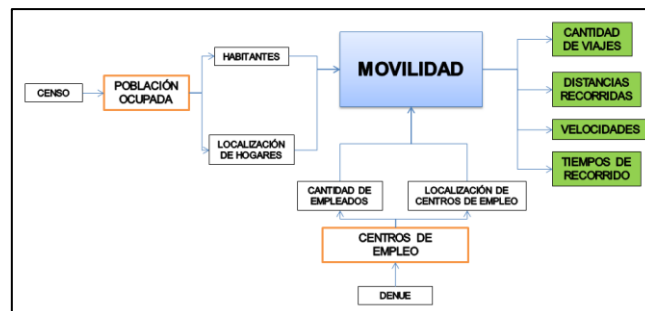 CENSO
POBLACIÓN
OCUPADA
HABITANTES
LOCALIZACIÓN
DE HOGARES
MOVILIDAD
CANTIDAD
DE VIAJES
DISTANCIAS
RECORRIDAS
VELOCIDADES
TIEMPOS DE
RECORRIDO
CANTIDAD DE
EMPLEADOS
LOCALIZACIÓN DE
CENTROS DE EMPLEO
CENTROS DE
EMPLEO
DENUE